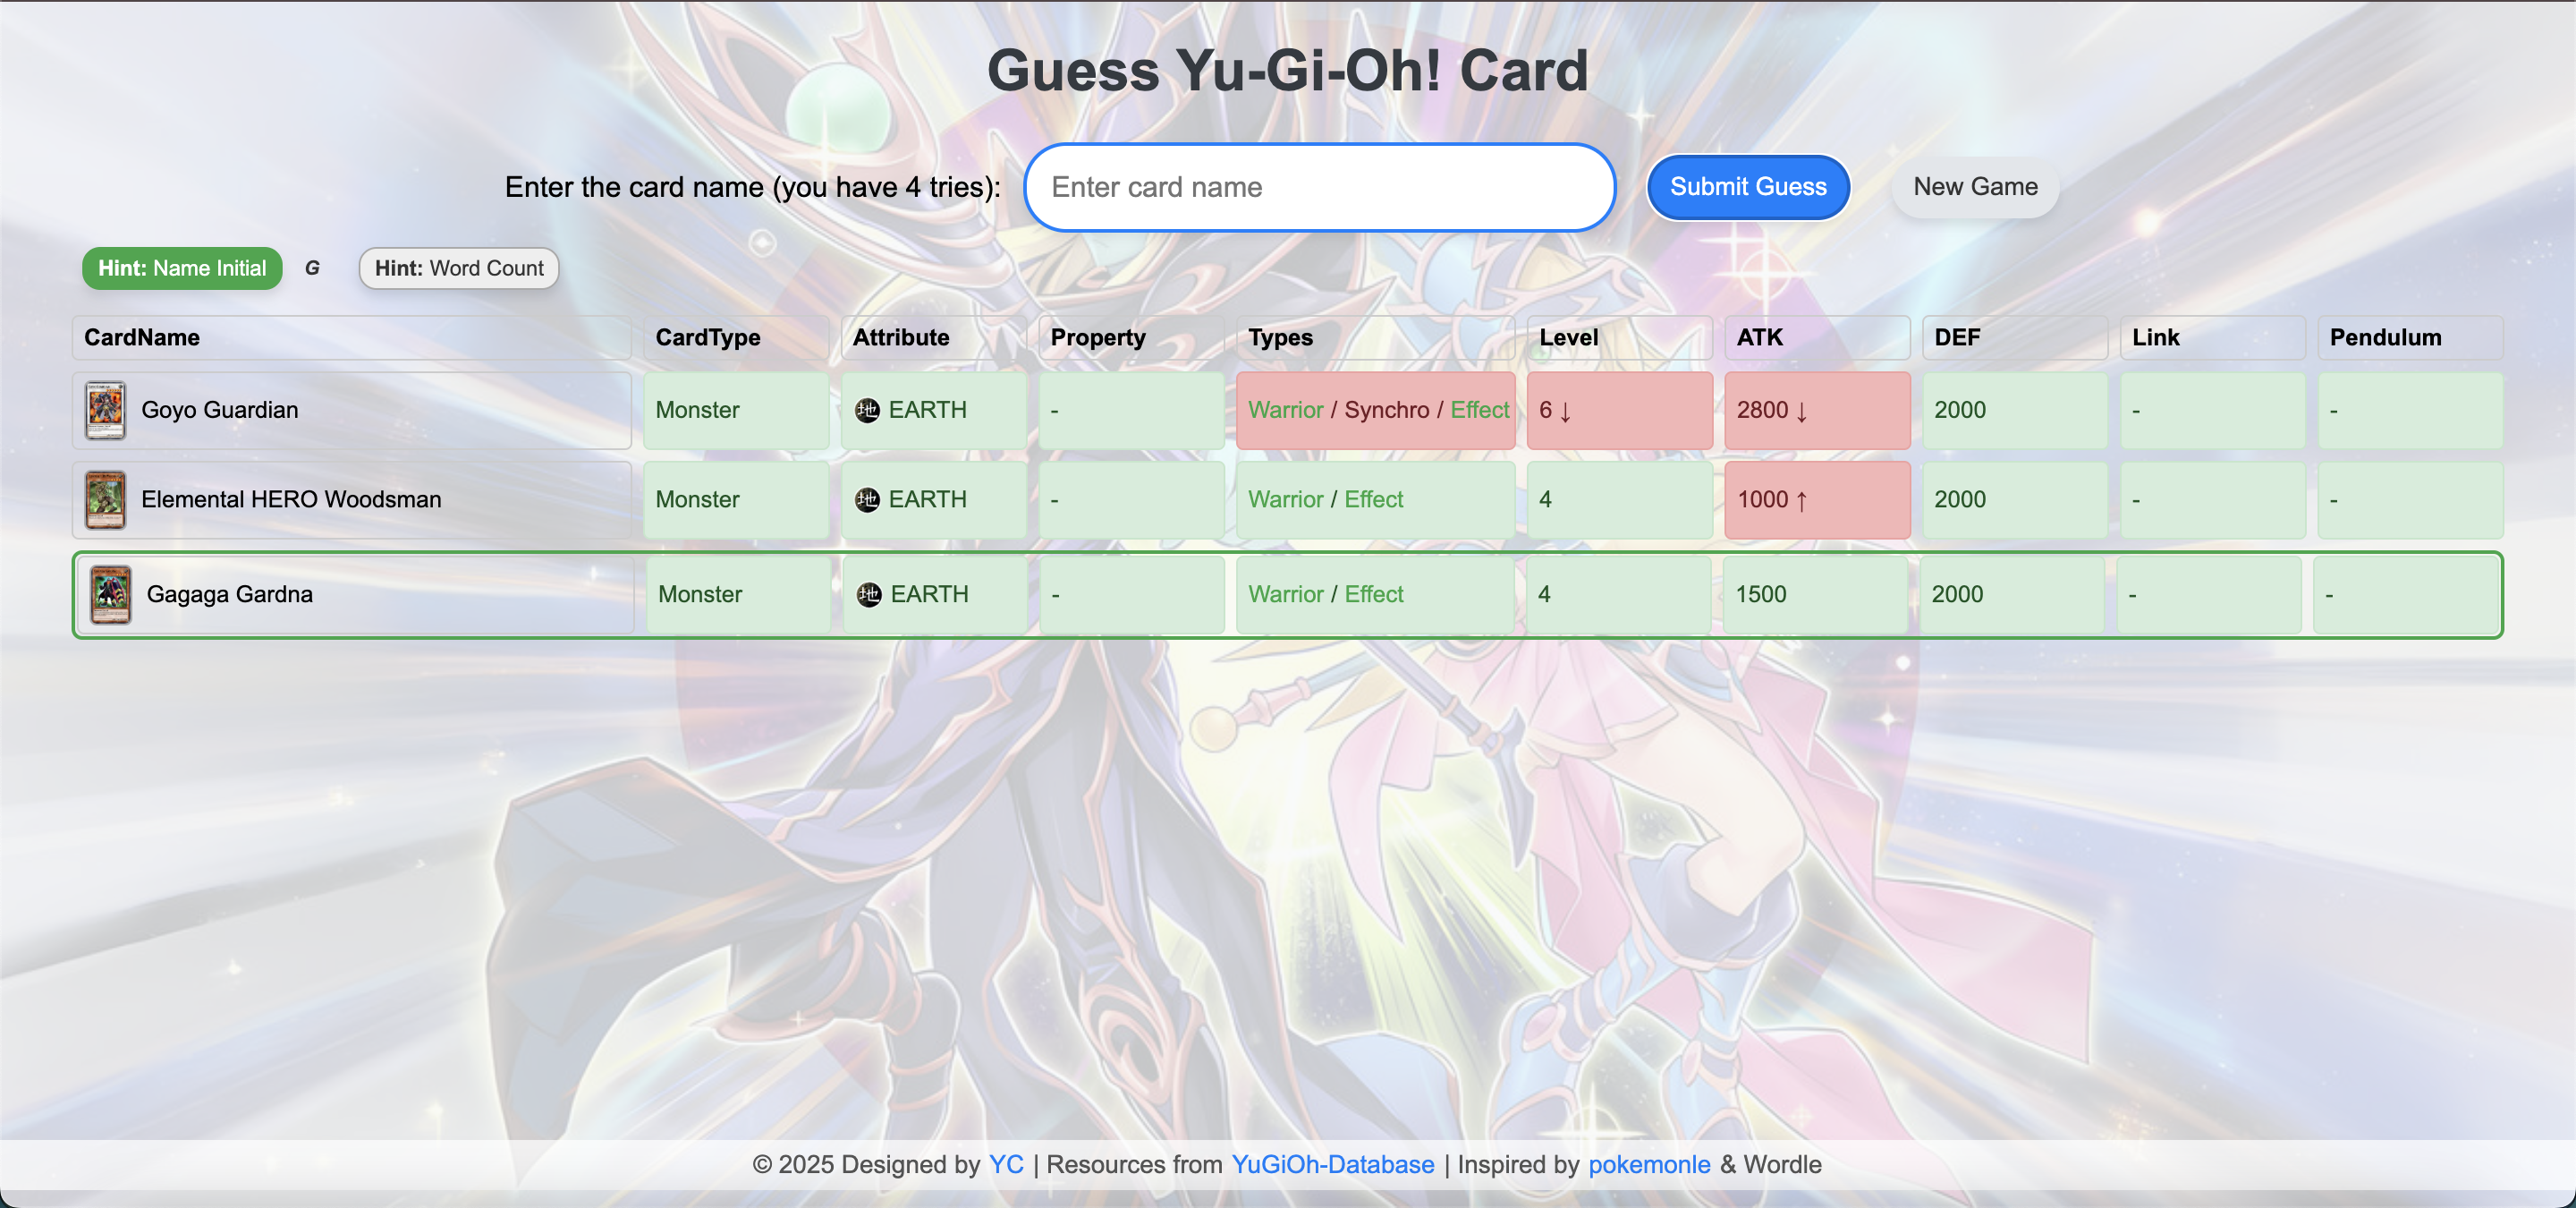 Guess Yu-Gi-Oh! Card
Enter the card name (you have 4 tries): Enter card name Submit Guess New Game
Hint: Name Initial G Hint: Word Count
CardName CardType Attribute Property Types Level ATK DEF Link Pendulum
Goyo Guardian Monster 地 EARTH - Warrior / Synchro / Effect 6 ↓ 2800 ↓ 2000 - -
Elemental HERO Woodsman Monster 地 EARTH - Warrior / Effect 4 1000 ↑ 2000 - -
Gagaga Gardna Monster 地 EARTH - Warrior / Effect 4 1500 2000 - -
© 2025 Designed by YC | Resources from YuGiOh-Database | Inspired by pokemonle & Wordle